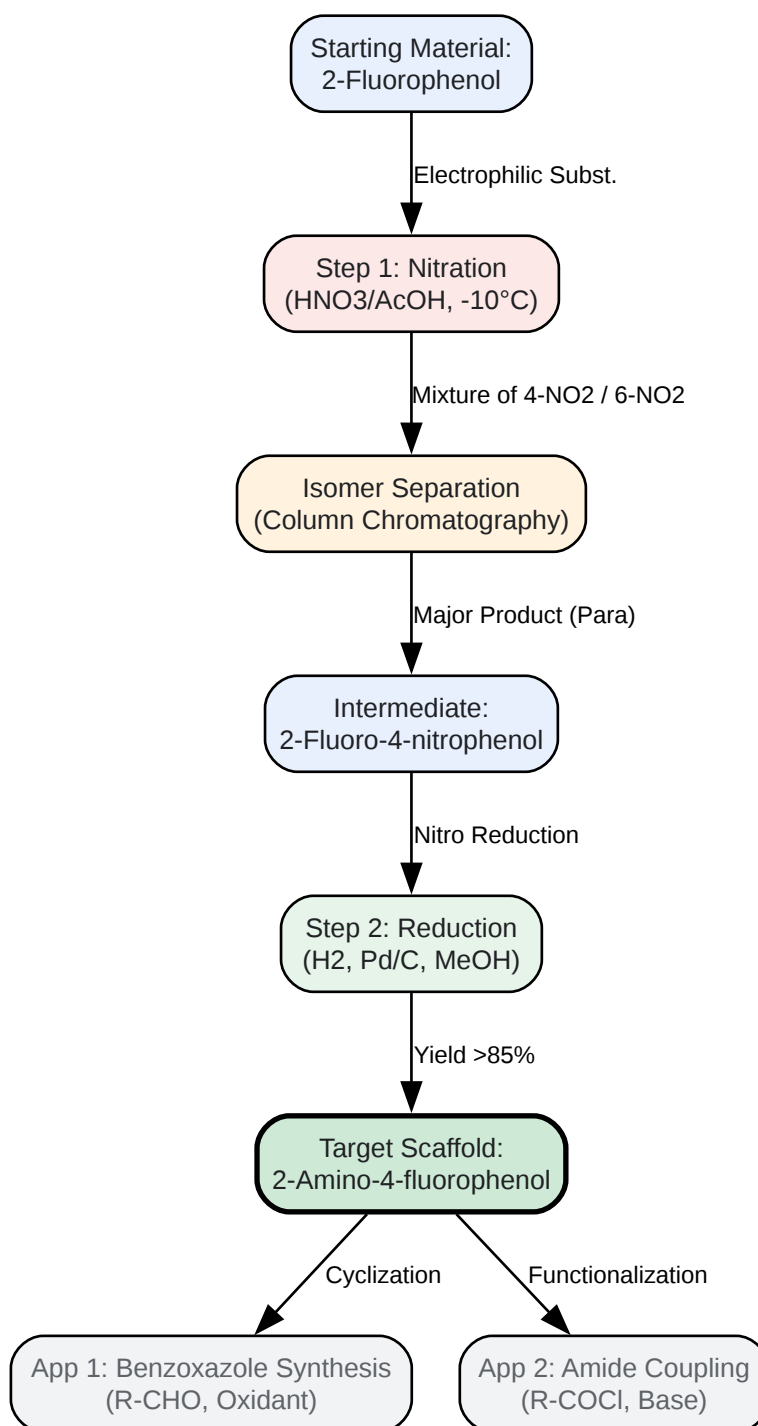 Starting Material:
2-Fluorophenol
Electrophilic Subst.
Step 1: Nitration
(HNO3/AcOH, -10°C)
Mixture of 4-NO2 / 6-NO2
Isomer Separation
(Column Chromatography)
Major Product (Para)
Intermediate:
2-Fluoro-4-nitrophenol
Nitro Reduction
Step 2: Reduction
(H2, Pd/C, MeOH)
Yield >85%
Target Scaffold:
2-Amino-4-fluorophenol
Cyclization
Functionalization
App 1: Benzoxazole Synthesis
(R-CHO, Oxidant)
App 2: Amide Coupling
(R-COCl, Base)